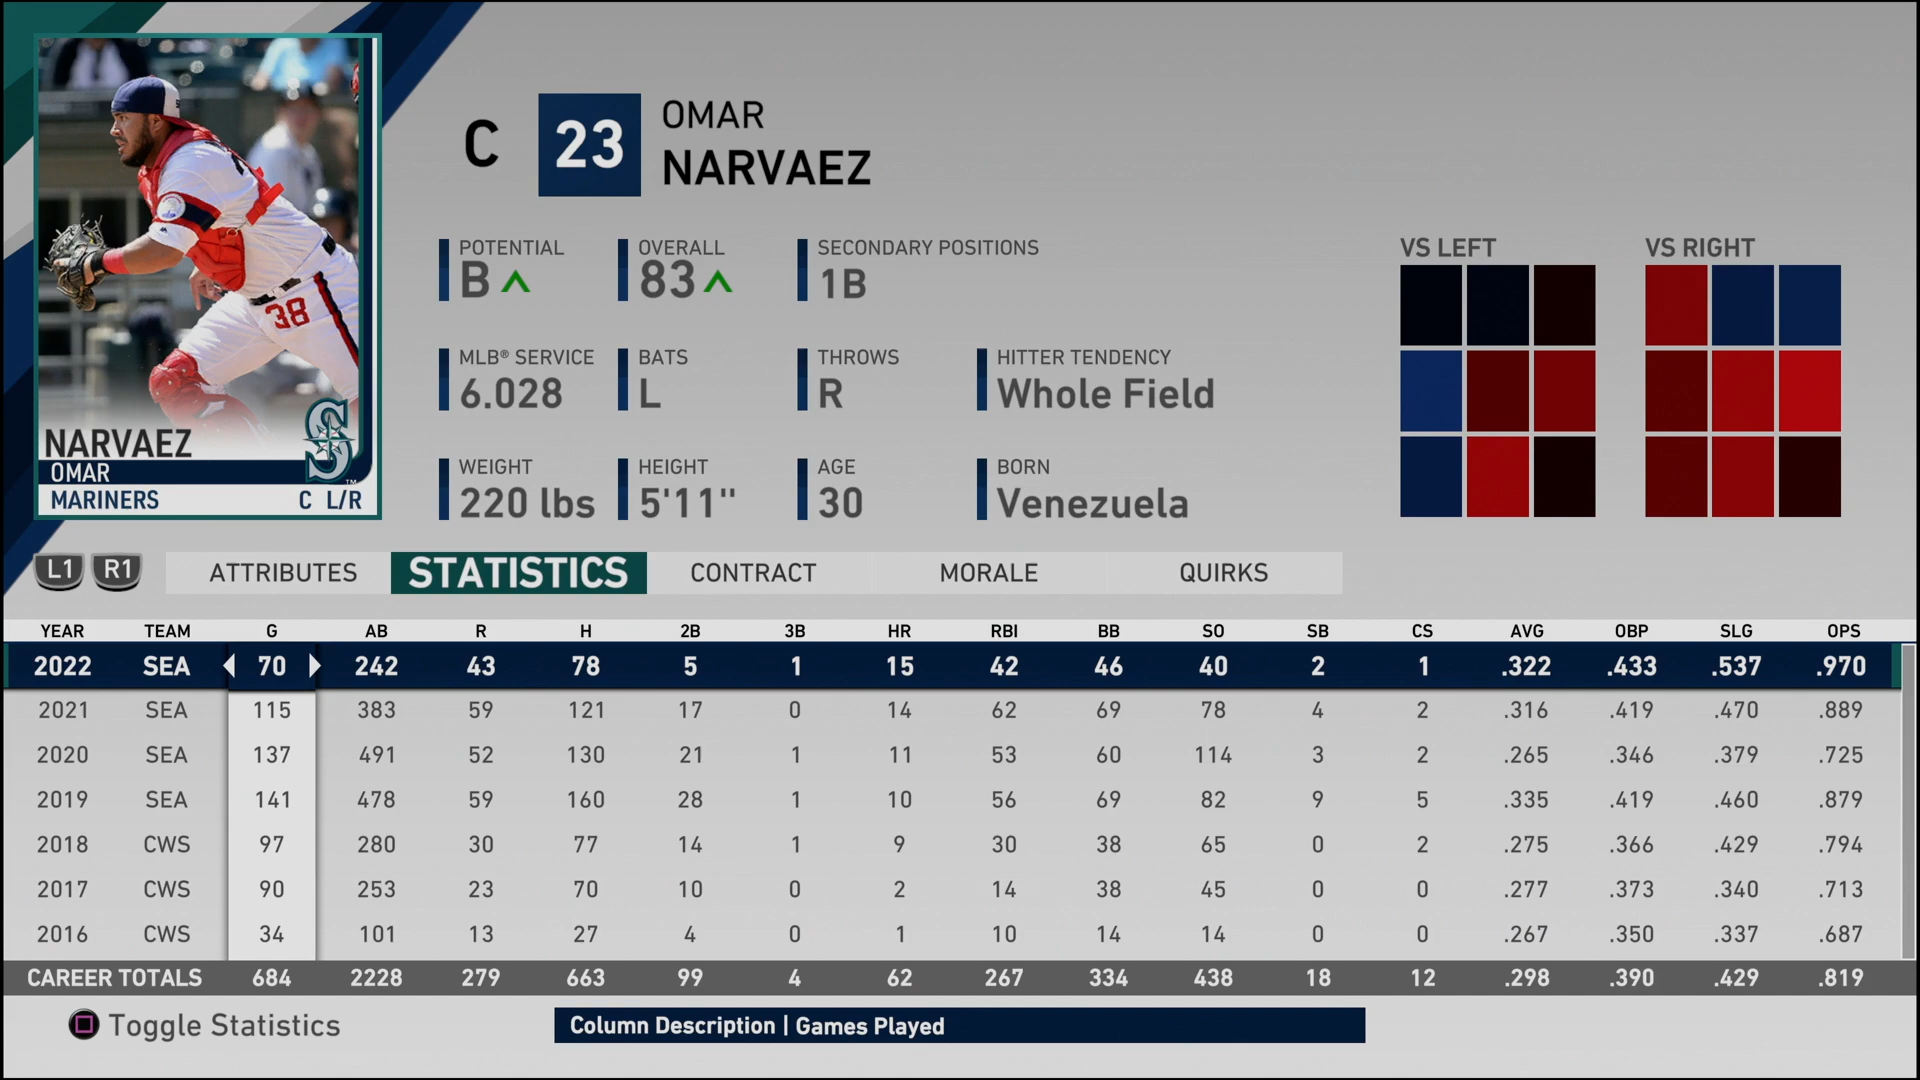 C 23 OMAR
NARVAEZ
38
NARVAEZ
OMAR
MARINERS C L/R
POTENTIAL OVERALL SECONDARY POSITIONS
B 83 1B
MLB® SERVICE BATS THROWS HITTER TENDENCY
6.028 L R Whole Field
WEIGHT HEIGHT AGE BORN
220 lbs 5'11" 30 Venezuela
VS LEFT VS RIGHT
L1 R1 ATTRIBUTES STATISTICS CONTRACT MORALE QUIRKS
YEAR TEAM G AB R H 2B 3B HR RBI BB SO SB CS AVG OBP SLG OPS
2022 SEA 70 242 43 78 5 1 15 42 46 40 2 1 .322 .433 .537 .970
2021 SEA 115 383 59 121 17 0 14 62 69 78 4 2 .316 .419 .470 .889
2020 SEA 137 491 52 130 21 1 11 53 60 114 3 2 .265 .346 .379 .725
2019 SEA 141 478 59 160 28 1 10 56 69 82 9 5 .335 .419 .460 .879
2018 CWS 97 280 30 77 14 1 9 30 38 65 0 2 .275 .366 .429 .794
2017 CWS 90 253 23 70 10 0 2 14 38 45 0 0 .277 .373 .340 .713
2016 CWS 34 101 13 27 4 0 1 10 14 14 0 0 .267 .350 .337 .687
CAREER TOTALS 684 2228 279 663 99 4 62 267 334 438 18 12 .298 .390 .429 .819
Toggle Statistics Column Description | Games Played